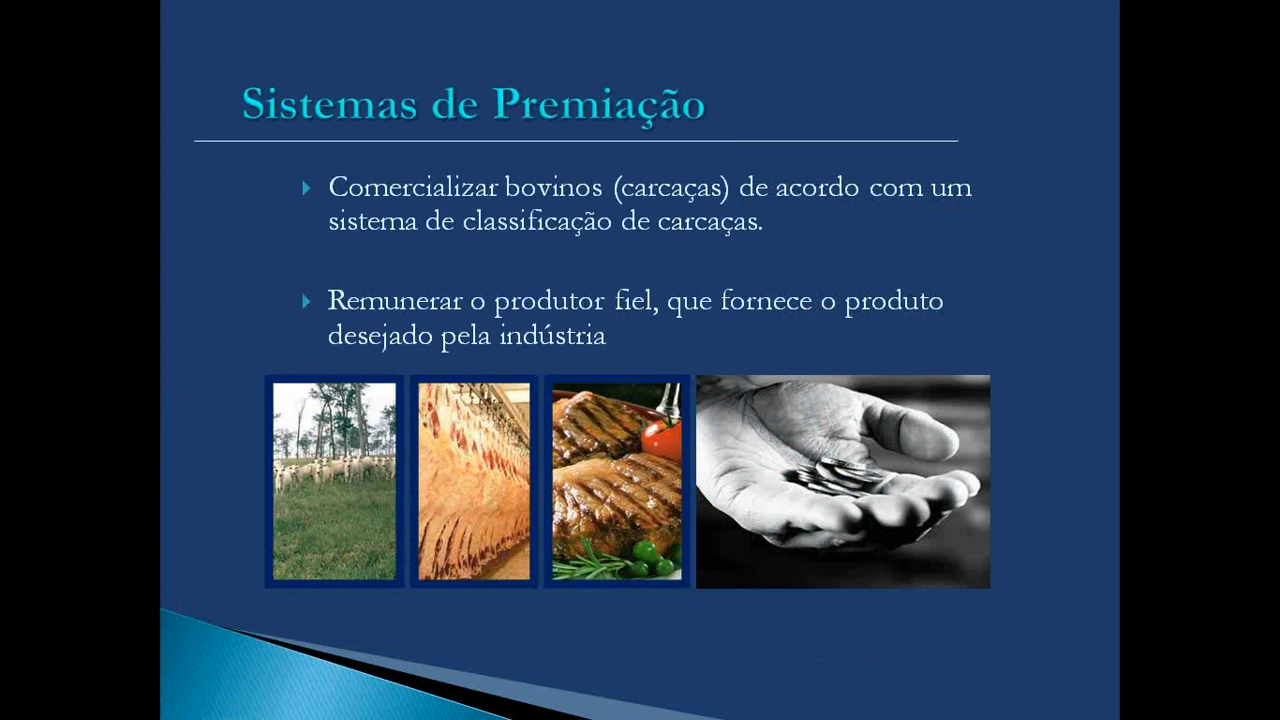 Sistemas de Premiação
Comercializar bovinos (carcaças) de acordo com um
sistema de classificação de carcaças.
Remunerar o produtor fiel, que fornece o produto
desejado pela indústria